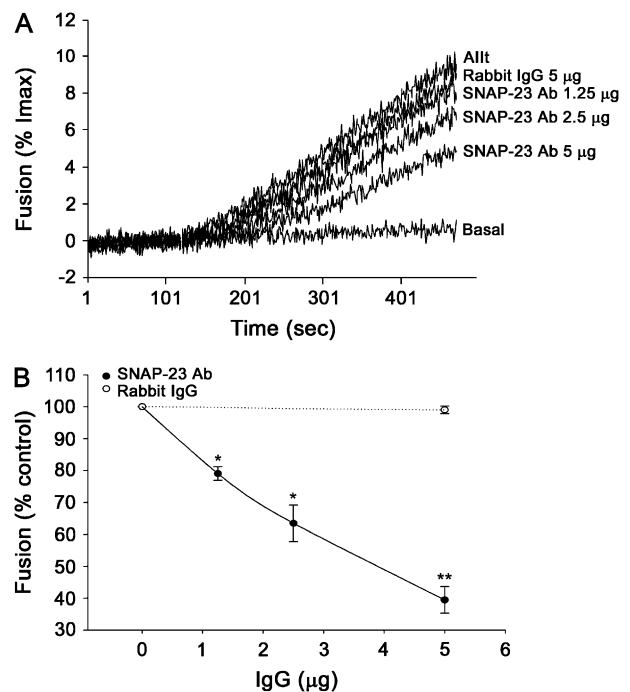 A
12
10
8
6
4
2
0
-2
Fusion (% Imax)
AIIt
Rabbit IgG 5 μg
SNAP-23 Ab 1.25 μg
SNAP-23 Ab 2.5 μg
SNAP-23 Ab 5 μg
Basal
1 101 201 301 401
Time (sec)
B
SNAP-23 Ab
Rabbit IgG
110
100
90
80
70
60
50
40
30
Fusion (% control)
*
*
**
0 1 2 3 4 5 6
IgG (μg)